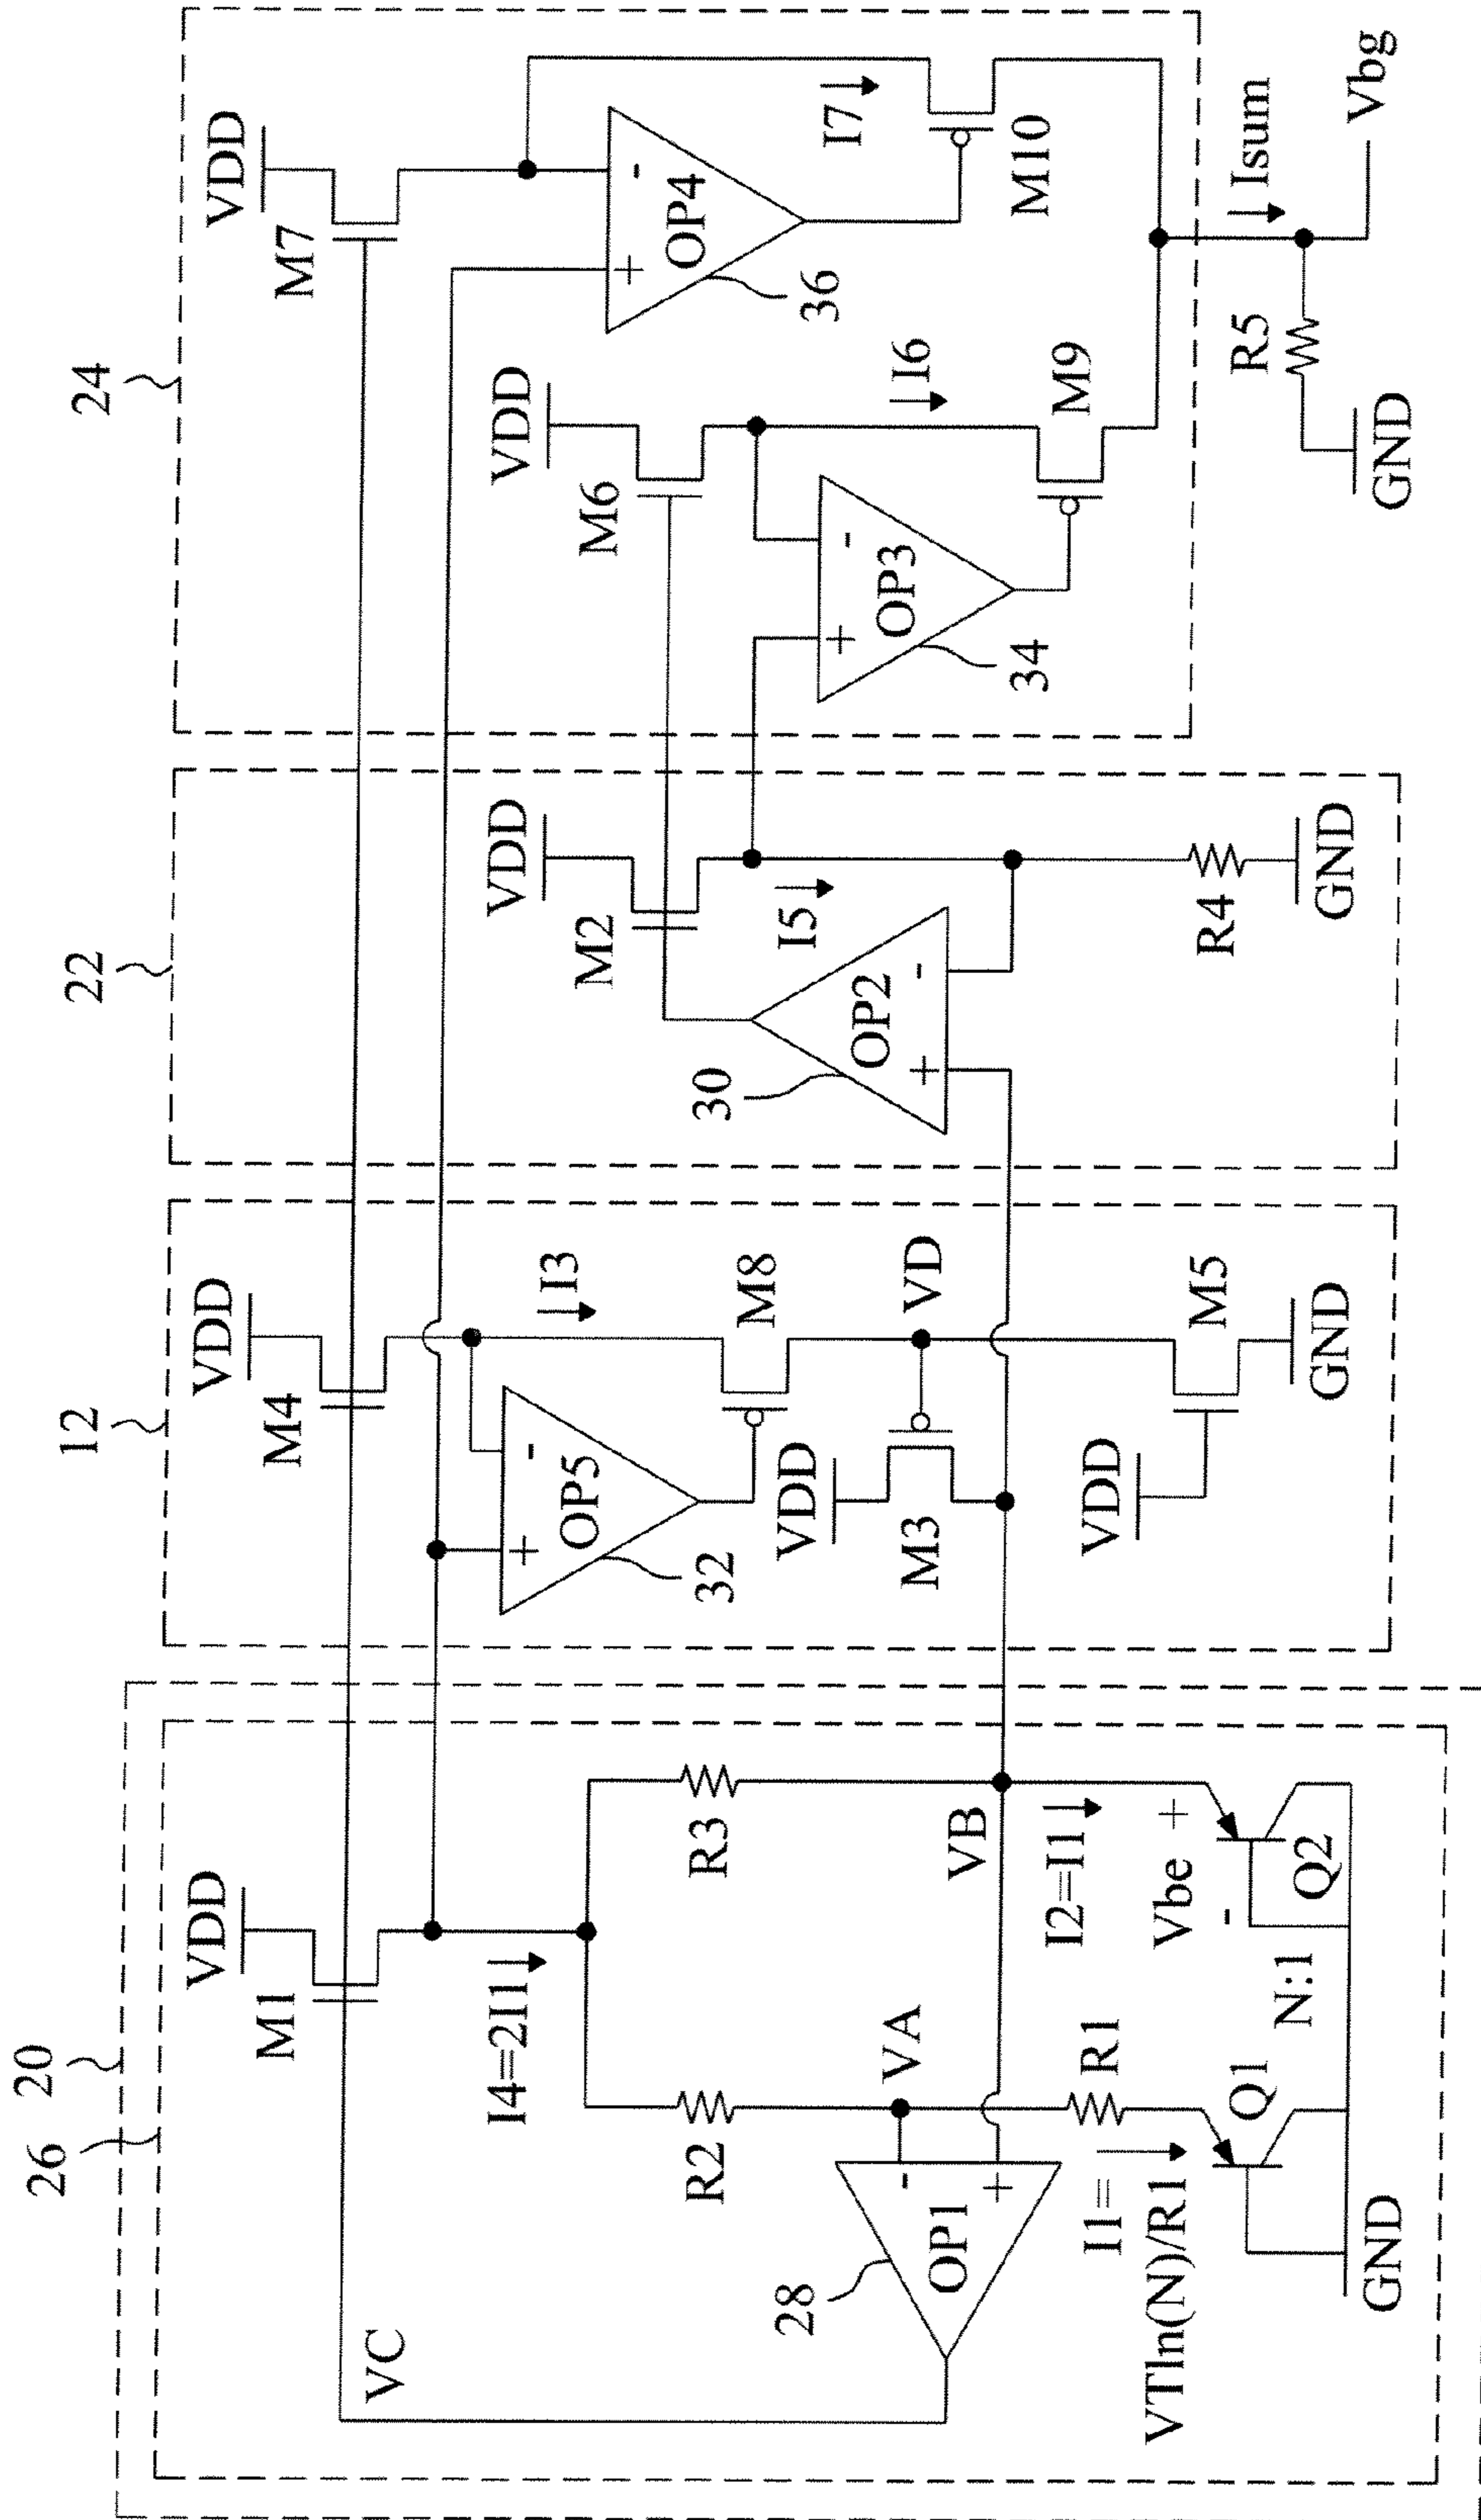 20
26
VDD
M1
VC
I4=2I1
R2
R3
VA
VB
28
OP1
-
+
I1=
VTln(N)/R1
R1
I2=I1
Vbe
+
-
Q1
Q2
N:1
GND
12
VDD
M4
I3
OP5
+
-
32
M8
VDD
M3
VD
VDD
M5
GND
22
VDD
M2
I5
30
OP2
+
-
R4
GND
24
VDD
M7
OP4
+
-
36
I7
M10
VDD
M6
I6
OP3
+
-
34
M9
Isum
R5
GND
Vbg